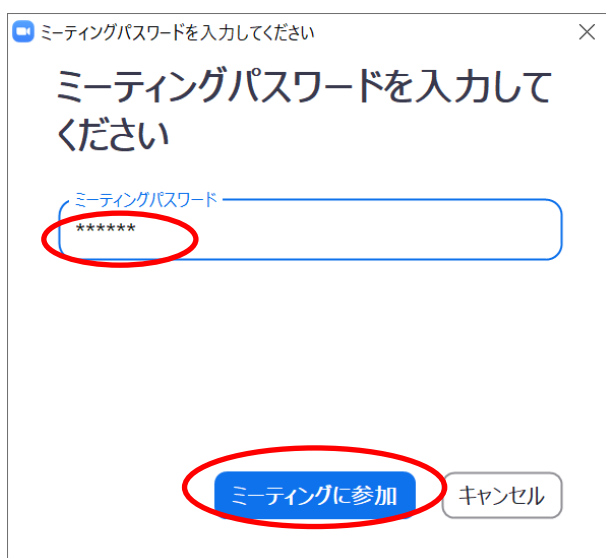 ミーティングパスワードを入力してください
ミーティングパスワードを入力して
ください
ミーティングパスワード
******
ミーティングに参加
キャンセル